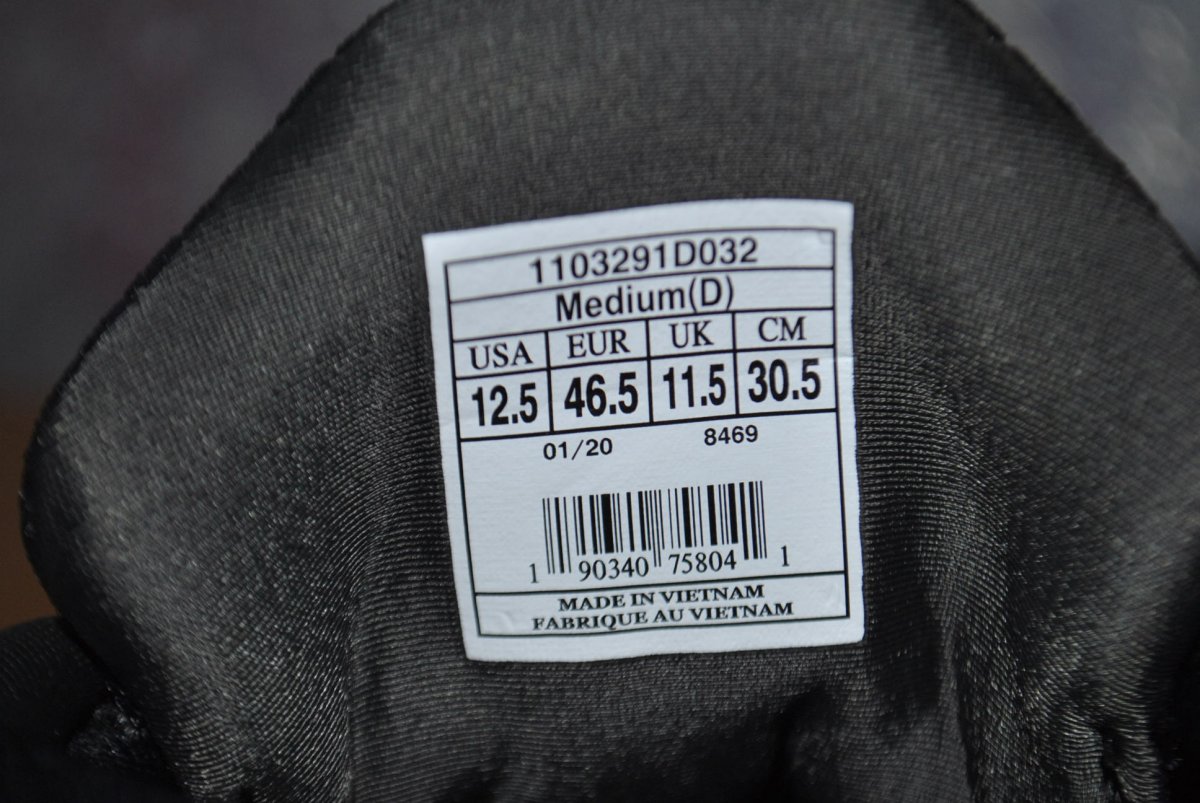 1103291D032
Medium(D)
USA EUR UK CM
12.5 46.5 11.5 30.5
01/20 8469
1 90340 75804 1
MADE IN VIETNAM
FABRIQUE AU VIETNAM